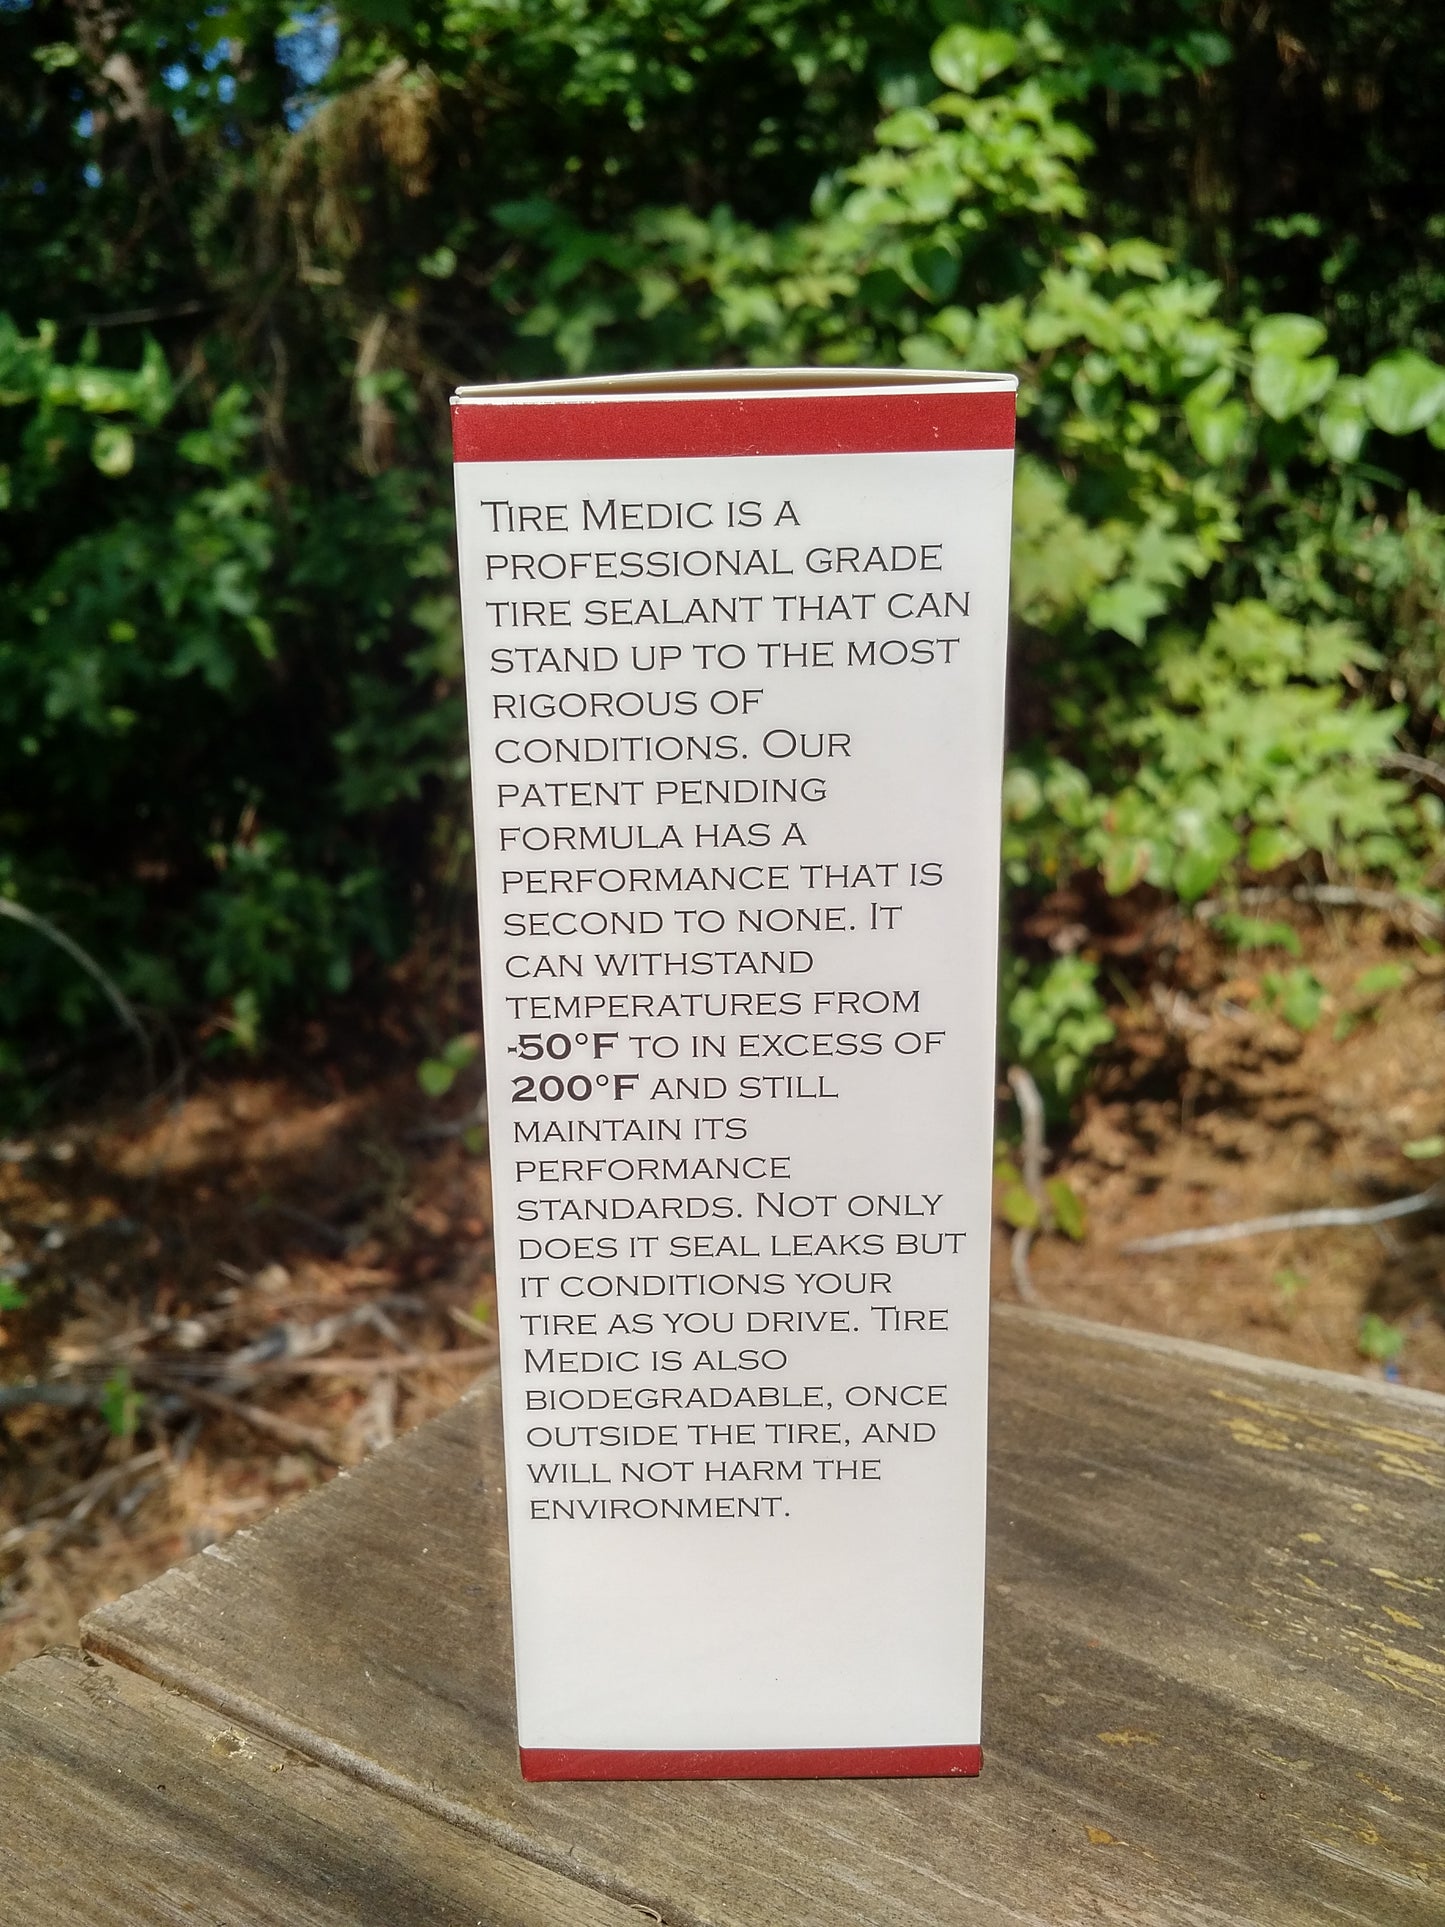 Tire Medic is a
professional grade
tire sealant that can
stand up to the most
rigorous of
conditions. Our
patent pending
formula has a
performance that is
second to none. It
can withstand
temperatures from
-50°F to in excess of
200°F and still
maintain its
performance
standards. Not only
does it seal leaks but
it conditions your
tire as you drive. Tire
Medic is also
biodegradable, once
outside the tire, and
will not harm the
environment.